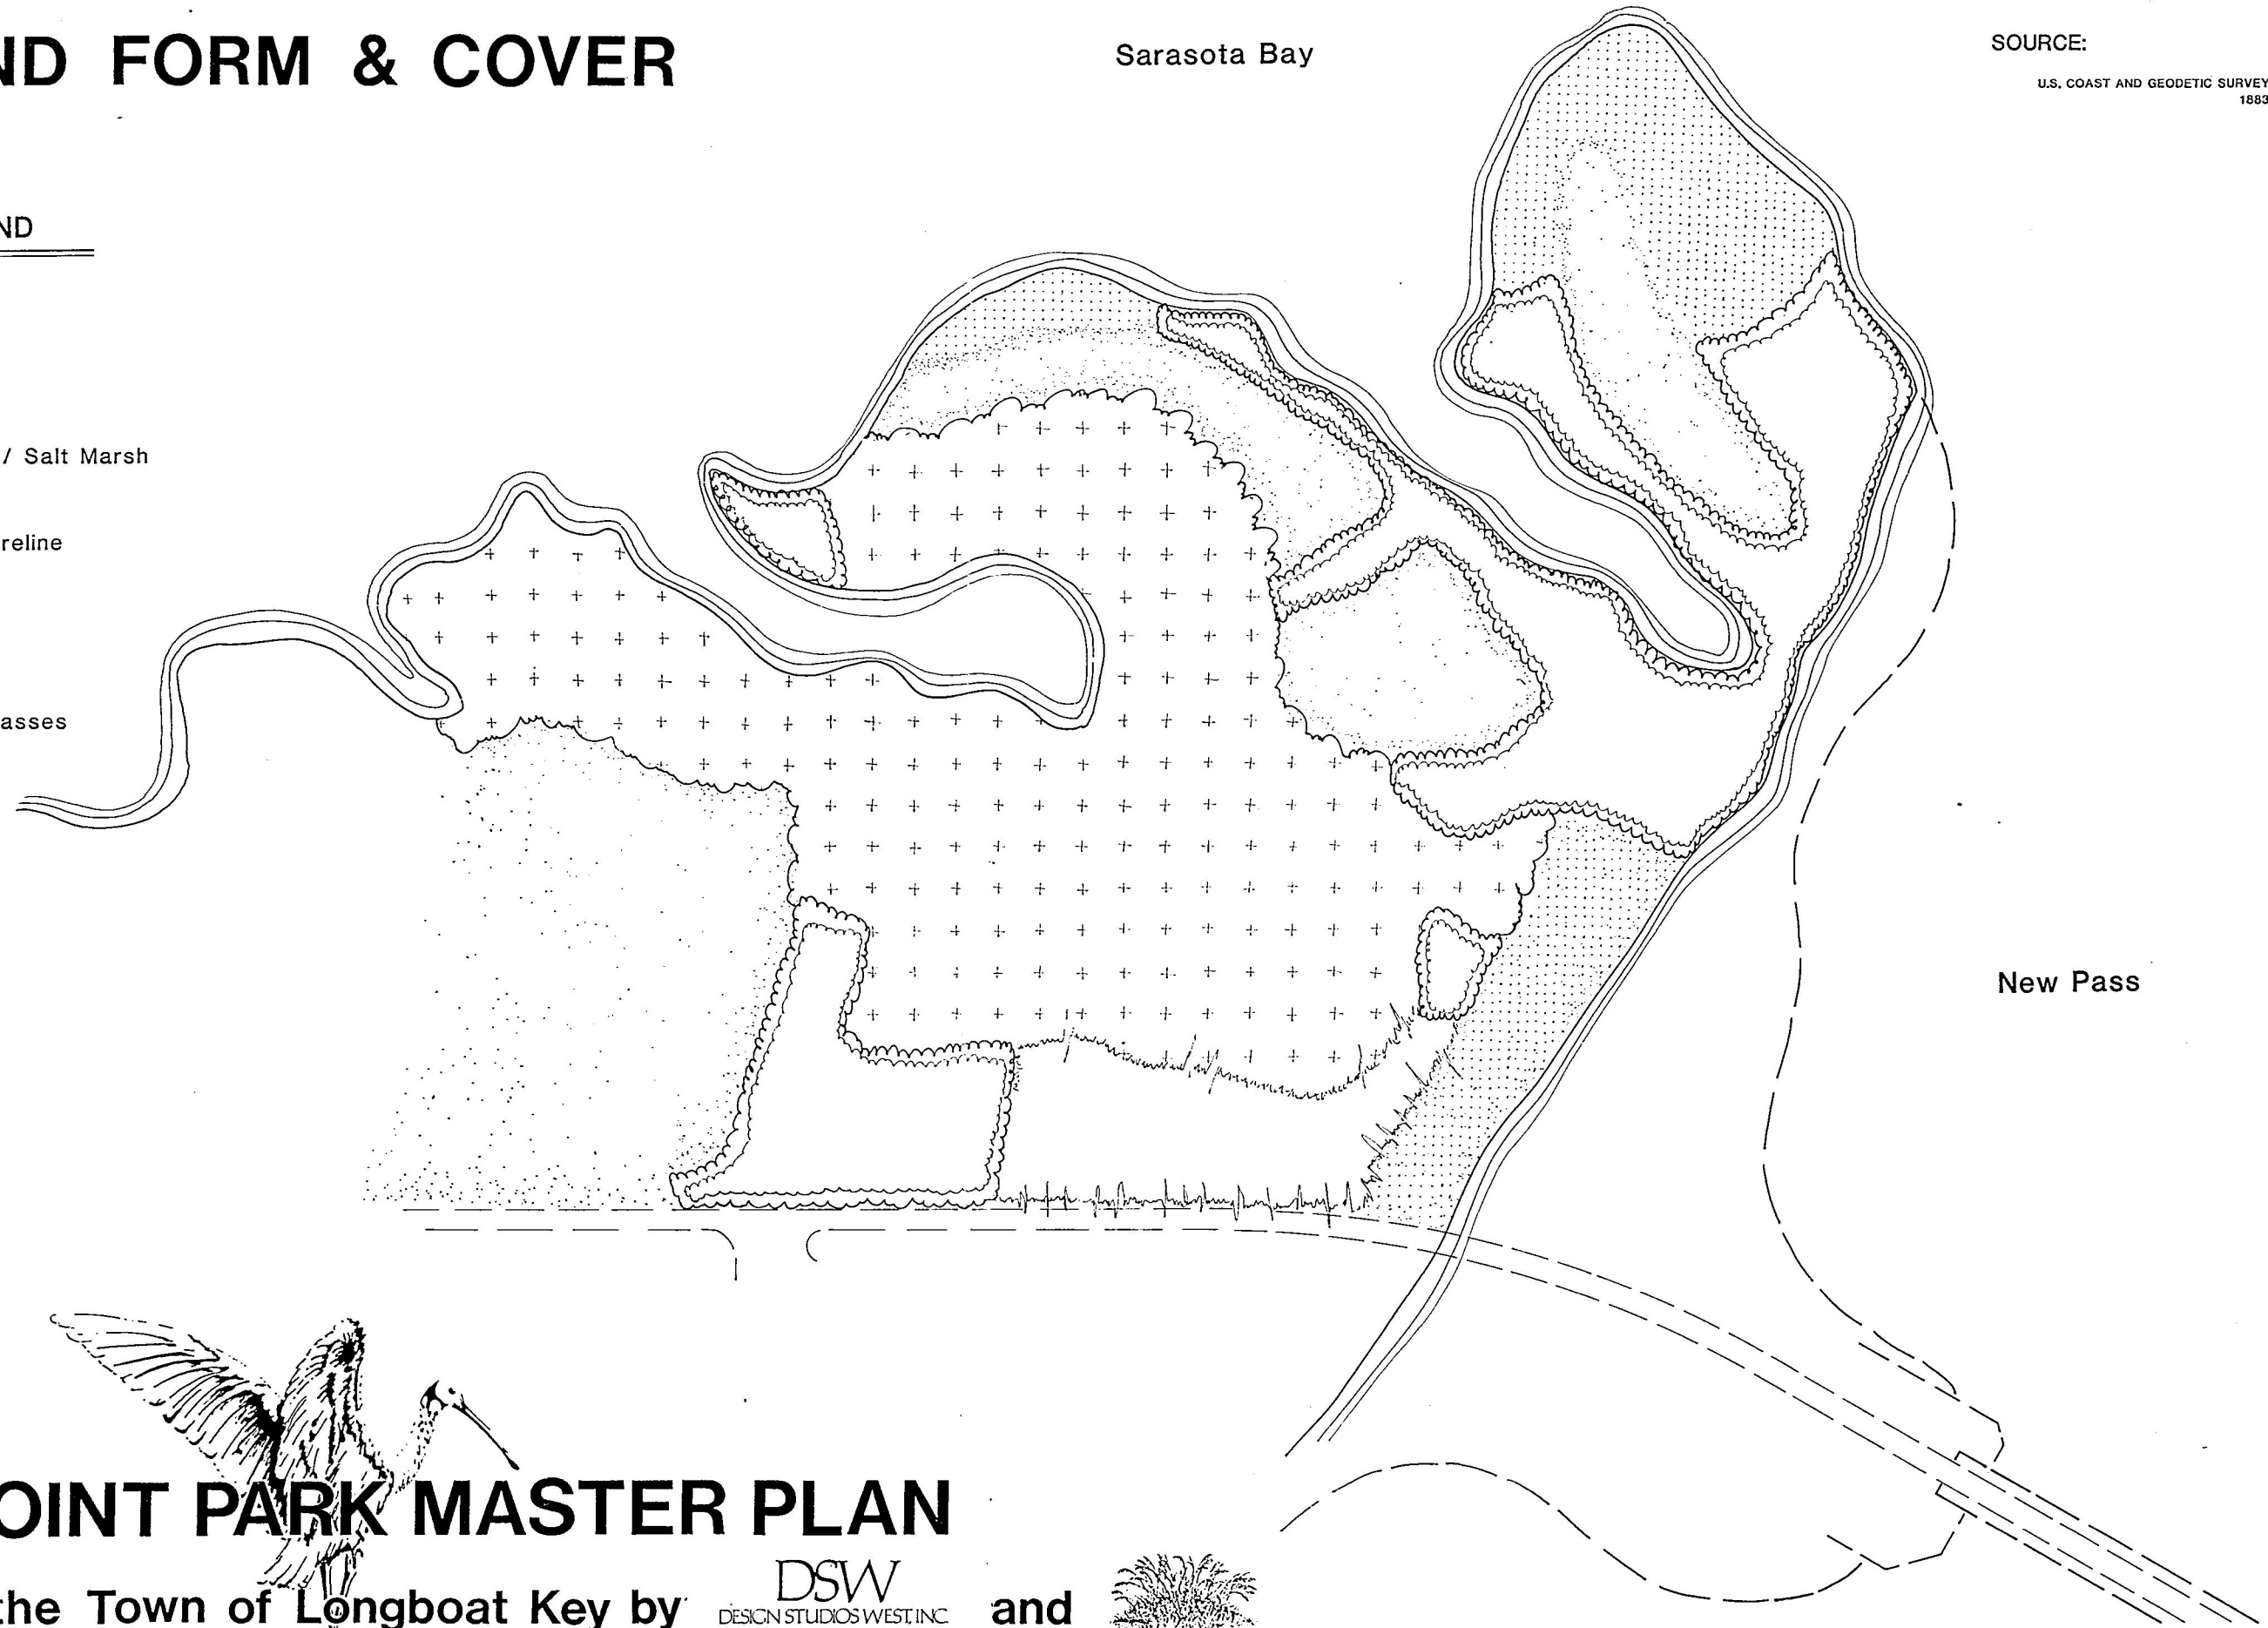 ND FORM & COVER
Sarasota Bay
SOURCE:
U.S. COAST AND GEODETIC SURVEY
1883
ND
/ Salt Marsh
reline
asses
New Pass
OINT PARK MASTER PLAN
the Town of Longboat Key by DSW and
DESIGN STUDIOS WEST, INC